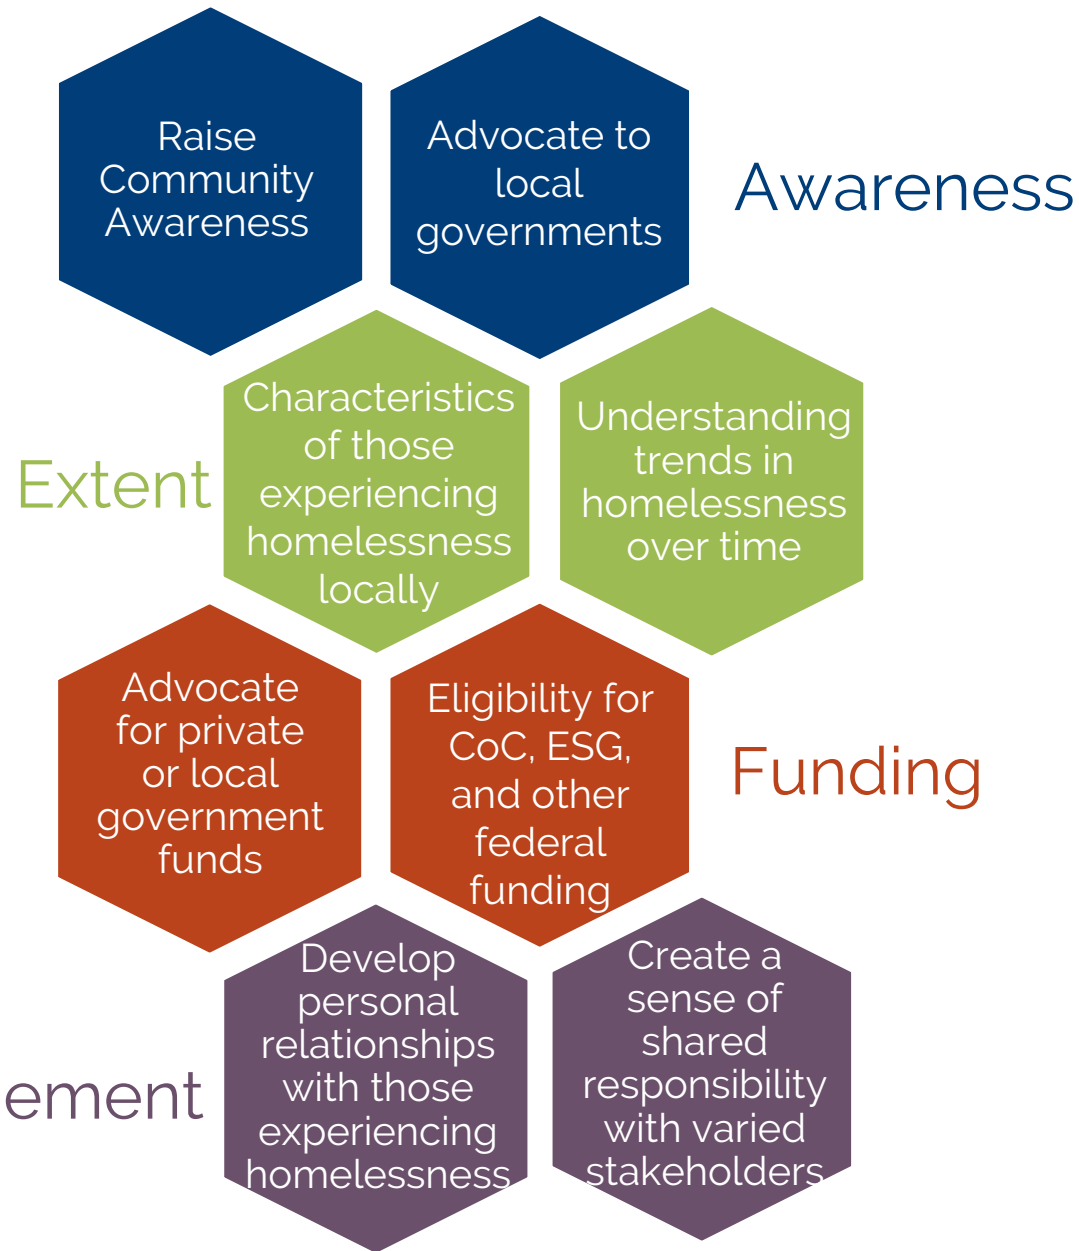 Raise
Community
Awareness
Advocate to
local
governments
Awareness
Extent
Characteristics
of those
experiencing
homelessness
locally
Understanding
trends in
homelessness
over time
Advocate
for private
or local
government
funds
Eligibility for
CoC, ESG,
and other
federal
funding
Funding
ement
Develop
personal
relationships
with those
experiencing
homelessness
Create a
sense of
shared
responsibility
with varied
stakeholders